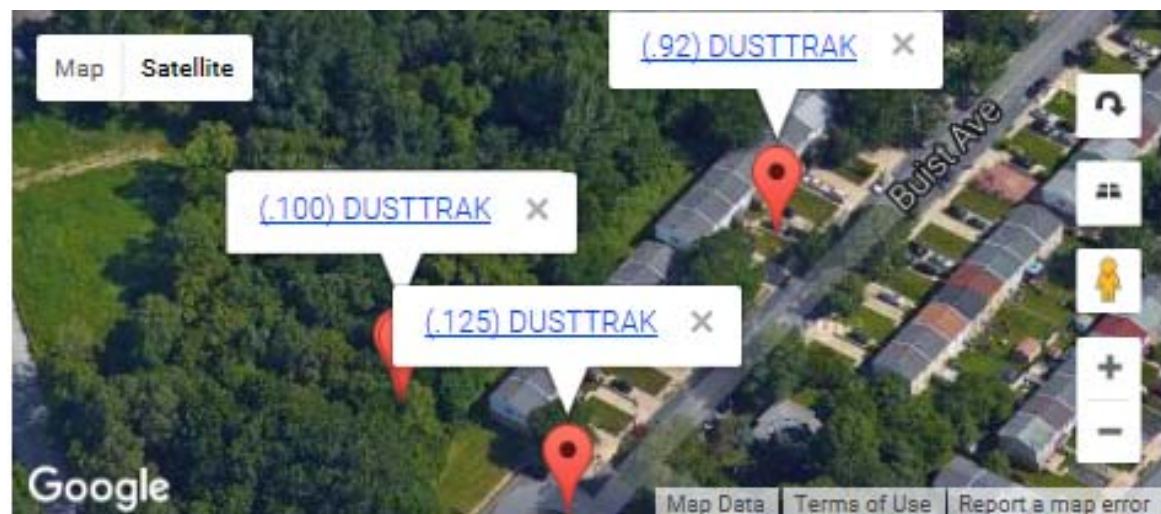 (.92) DUSTTRAK ×
Map Satellite
Buist Ave
(.100) DUSTTRAK ×
(.125) DUSTTRAK ×
+
−
Google
Map Data Terms of Use Report a map error